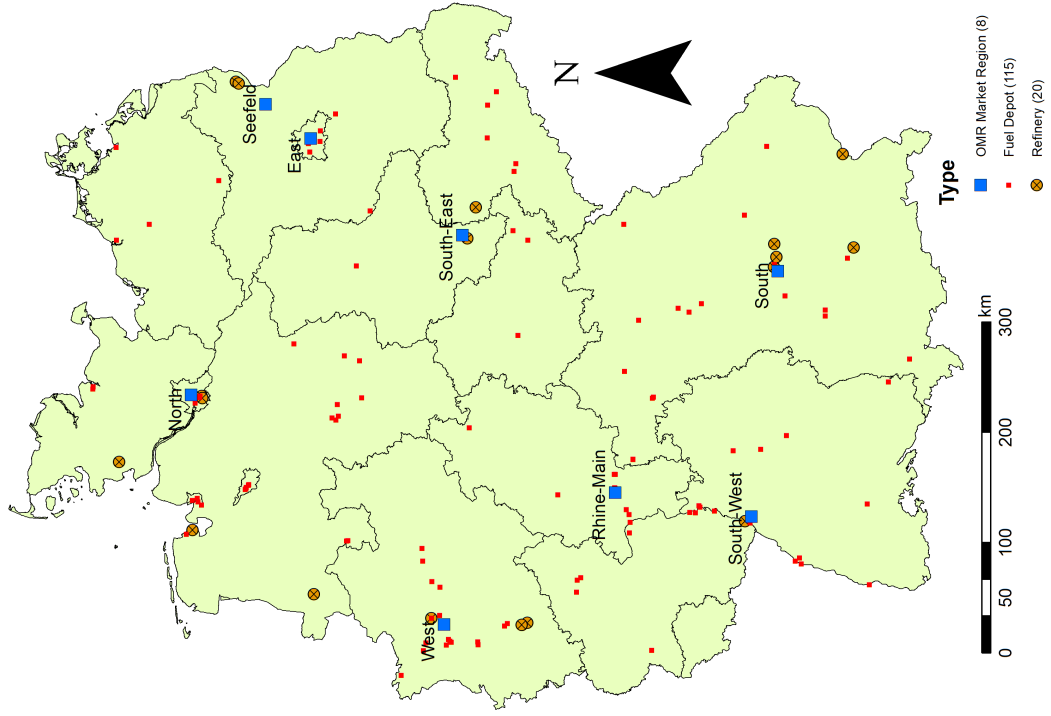 N
Seefeld
East
North
South-East
West
Rhine-Main
South-West
South
Type
OMR Market Region (8)
Fuel Depot (115)
Refinery (20)
0 50 100 200 300 km